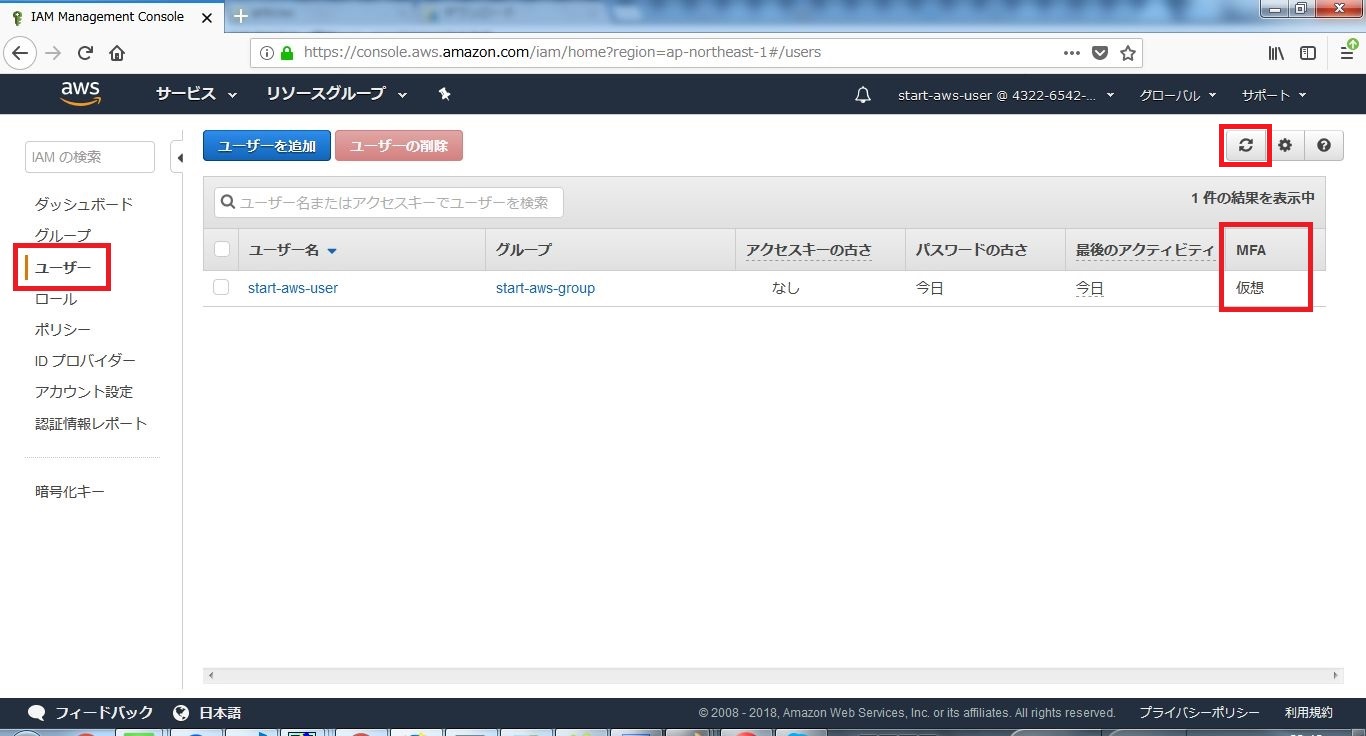 IAM Management Console
https://console.aws.amazon.com/iam/home?region=ap-northeast-1#/users
aws
サービス
リソースグループ
start-aws-user @ 4322-6542-...
グローバル
サポート
IAM の検索
ダッシュボード
グループ
ユーザー
ロール
ポリシー
ID プロバイダー
アカウント設定
認証情報レポート
暗号化キー
ユーザーを追加
ユーザーの削除
ユーザー名またはアクセスキーでユーザーを検索
1 件の結果を表示中
ユーザー名 グループ アクセスキーの古さ パスワードの古さ 最後のアクティビティ MFA
start-aws-user start-aws-group なし 今日 今日 仮想
フィードバック
日本語
© 2008 - 2018, Amazon Web Services, Inc. or its affiliates. All rights reserved.
プライバシーポリシー
利用規約